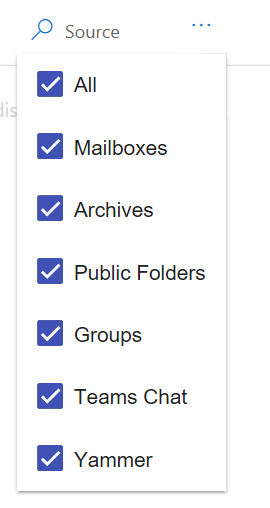 Source ...
All
Mailboxes
Archives
Public Folders
Groups
Teams Chat
Yammer